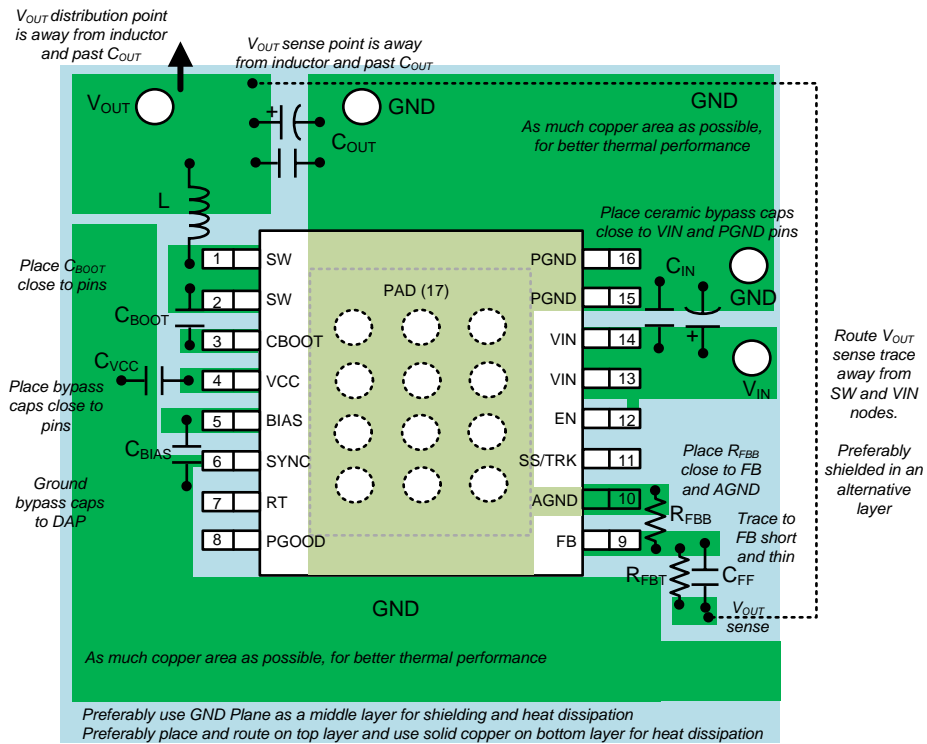 VOUT distribution point
is away from inductor
and past COUT
VOUT sense point is away
from inductor and past COUT
VOUT
GND
GND
+
COUT
As much copper area as possible,
for better thermal performance
L
Place ceramic bypass caps
close to VIN and PGND pins
Place CBOOT
close to pins
1
SW
PGND
16
CIN
GND
2
SW
PAD (17)
PGND
15
CBOOT
3
CBOOT
VIN
14
+
CVCC
4
VCC
VIN
13
VIN
Route VOUT
sense trace
away from
SW and VIN
nodes.
Preferably
shielded in an
alternative
layer
Place bypass
caps close to
pins
5
BIAS
EN
12
CBIAS
6
SYNC
SS/TRK
11
Place RFBB
close to FB
and AGND
Ground
bypass caps
to DAP
7
RT
AGND
10
RFBB
Trace to
FB short
and thin
8
PGOOD
FB
9
RFBT
CFF
GND
VOUT
sense
As much copper area as possible, for better thermal performance
Preferably use GND Plane as a middle layer for shielding and heat dissipation
Preferably place and route on top layer and use solid copper on bottom layer for heat dissipation